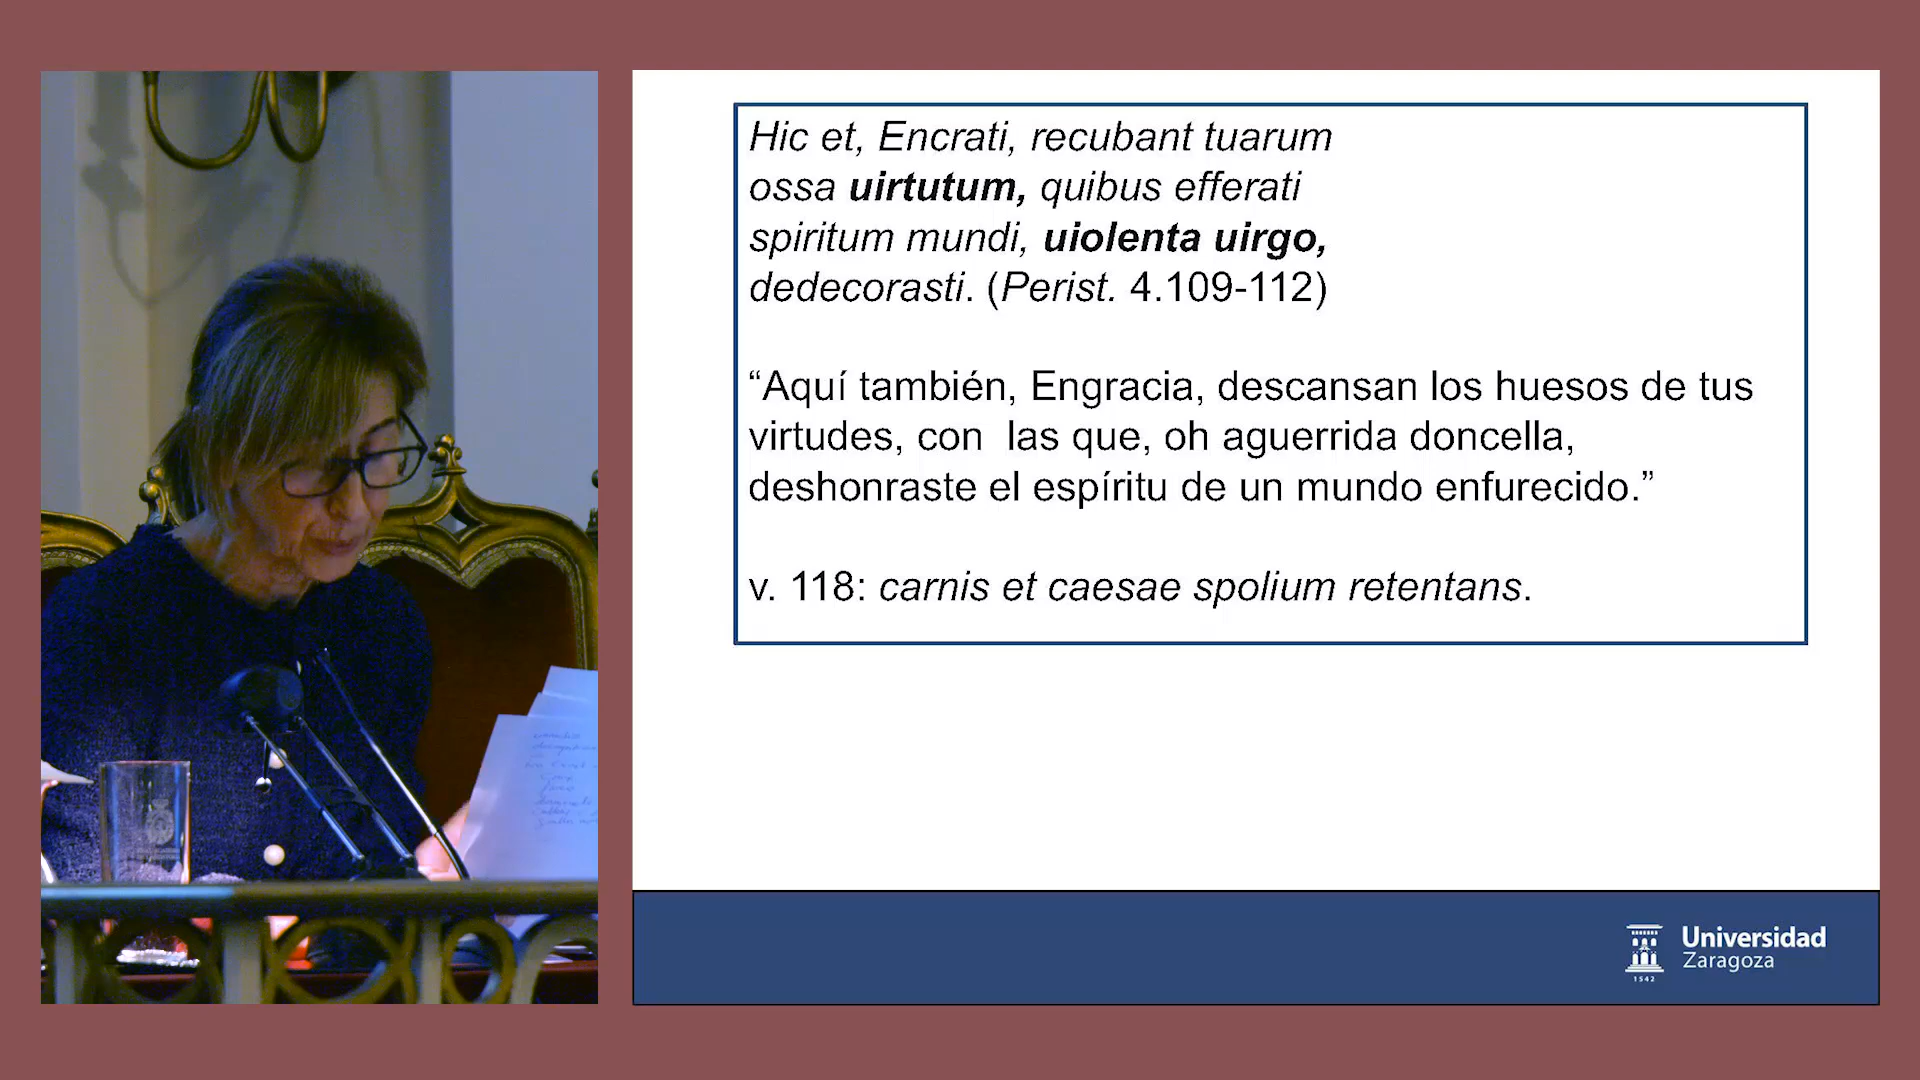 Hic et, Encrati, recubant tuarum
ossa uirtutum, quibus efferati
spiritum mundi, uiolenta uirgo,
dedecorasti. (Perist. 4.109-112)
“Aquí también, Engracia, descansan los huesos de tus
virtudes, con las que, oh aguerrida doncella,
deshonraste el espíritu de un mundo enfurecido.”
v. 118: carnis et caesae spolium retentans.
Universidad
Zaragoza
1542